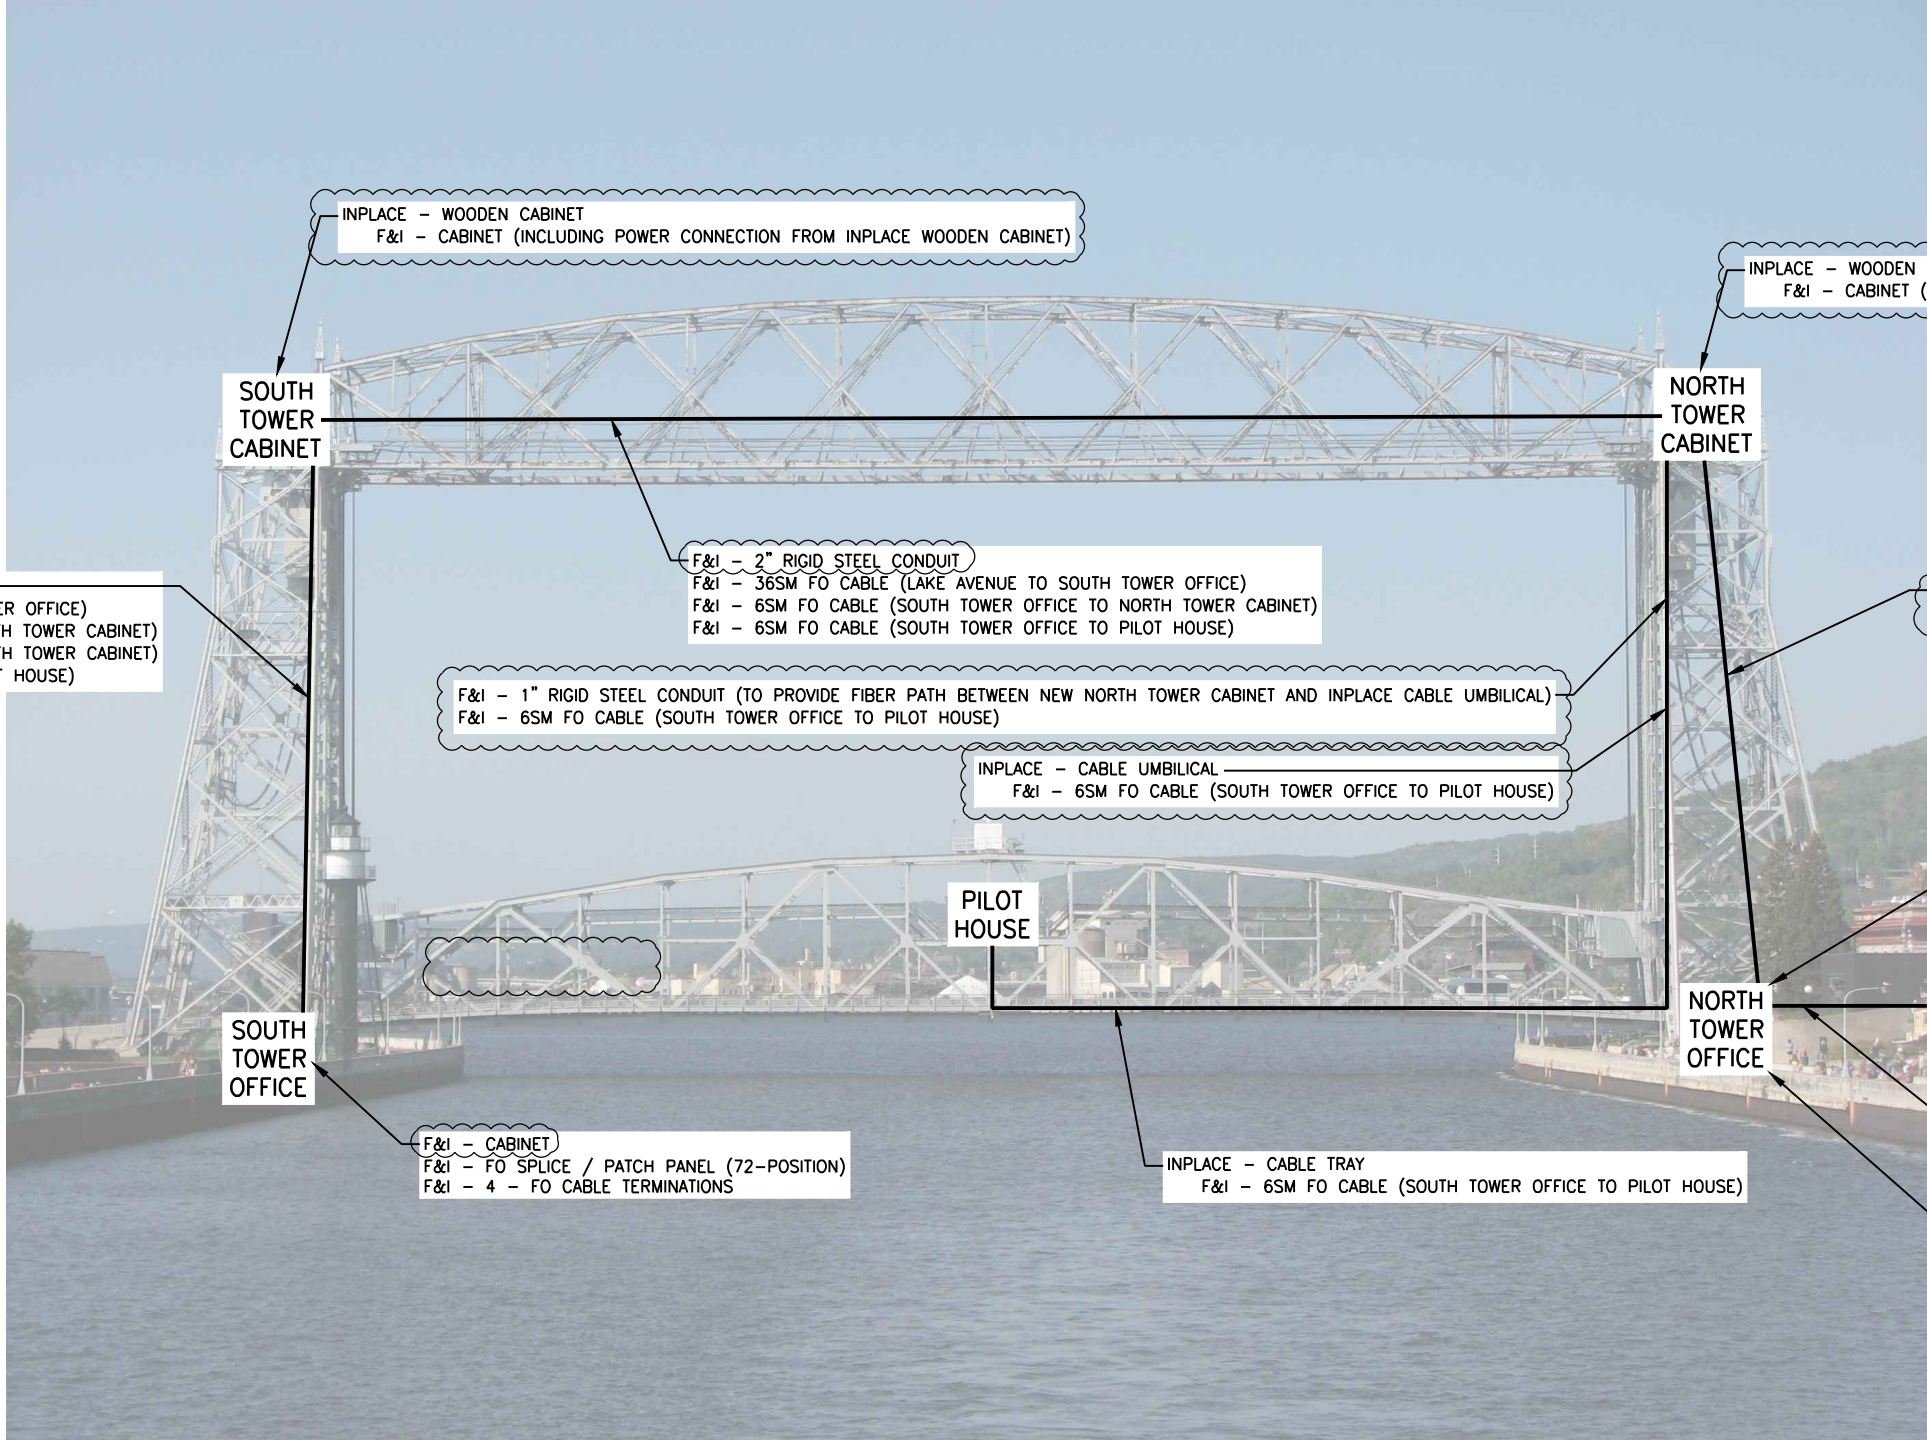 INPLACE - WOODEN CABINET
F&I - CABINET (INCLUDING POWER CONNECTION FROM INPLACE WOODEN CABINET)
INPLACE - WOODEN
F&I - CABINET (
SOUTH
TOWER
CABINET
NORTH
TOWER
CABINET
F&I - 2" RIGID STEEL CONDUIT
F&I - 36SM FO CABLE (LAKE AVENUE TO SOUTH TOWER OFFICE)
F&I - 6SM FO CABLE (SOUTH TOWER OFFICE TO NORTH TOWER CABINET)
F&I - 6SM FO CABLE (SOUTH TOWER OFFICE TO PILOT HOUSE)
OFFICE)
TOWER CABINET)
TOWER CABINET)
HOUSE)
F&I - 1" RIGID STEEL CONDUIT (TO PROVIDE FIBER PATH BETWEEN NEW NORTH TOWER CABINET AND INPLACE CABLE UMBILICAL)
F&I - 6SM FO CABLE (SOUTH TOWER OFFICE TO PILOT HOUSE)
INPLACE - CABLE UMBILICAL
F&I - 6SM FO CABLE (SOUTH TOWER OFFICE TO PILOT HOUSE)
PILOT
HOUSE
SOUTH
TOWER
OFFICE
NORTH
TOWER
OFFICE
F&I - CABINET
F&I - FO SPLICE / PATCH PANEL (72-POSITION)
F&I - 4 - FO CABLE TERMINATIONS
INPLACE - CABLE TRAY
F&I - 6SM FO CABLE (SOUTH TOWER OFFICE TO PILOT HOUSE)